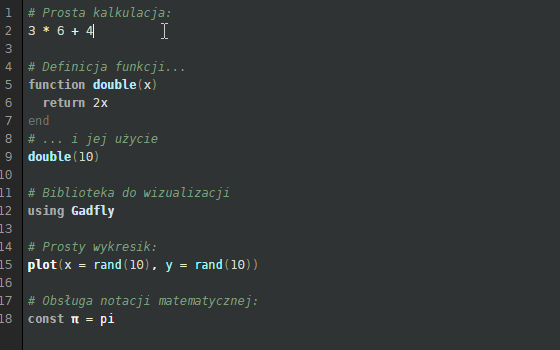 1 # Prosta kalkulacja:
2 3 * 6 + 4
3
4 # Definicja funkcji...
5 function double(x)
6 return 2x
7 end
8 # ... i jej użycie
9 double(10)
10
11 # Biblioteka do wizualizacji
12 using Gadfly
13
14 # Prosty wykresik:
15 plot(x = rand(10), y = rand(10))
16
17 # Obsługa notacji matematycznej:
18 const π = pi